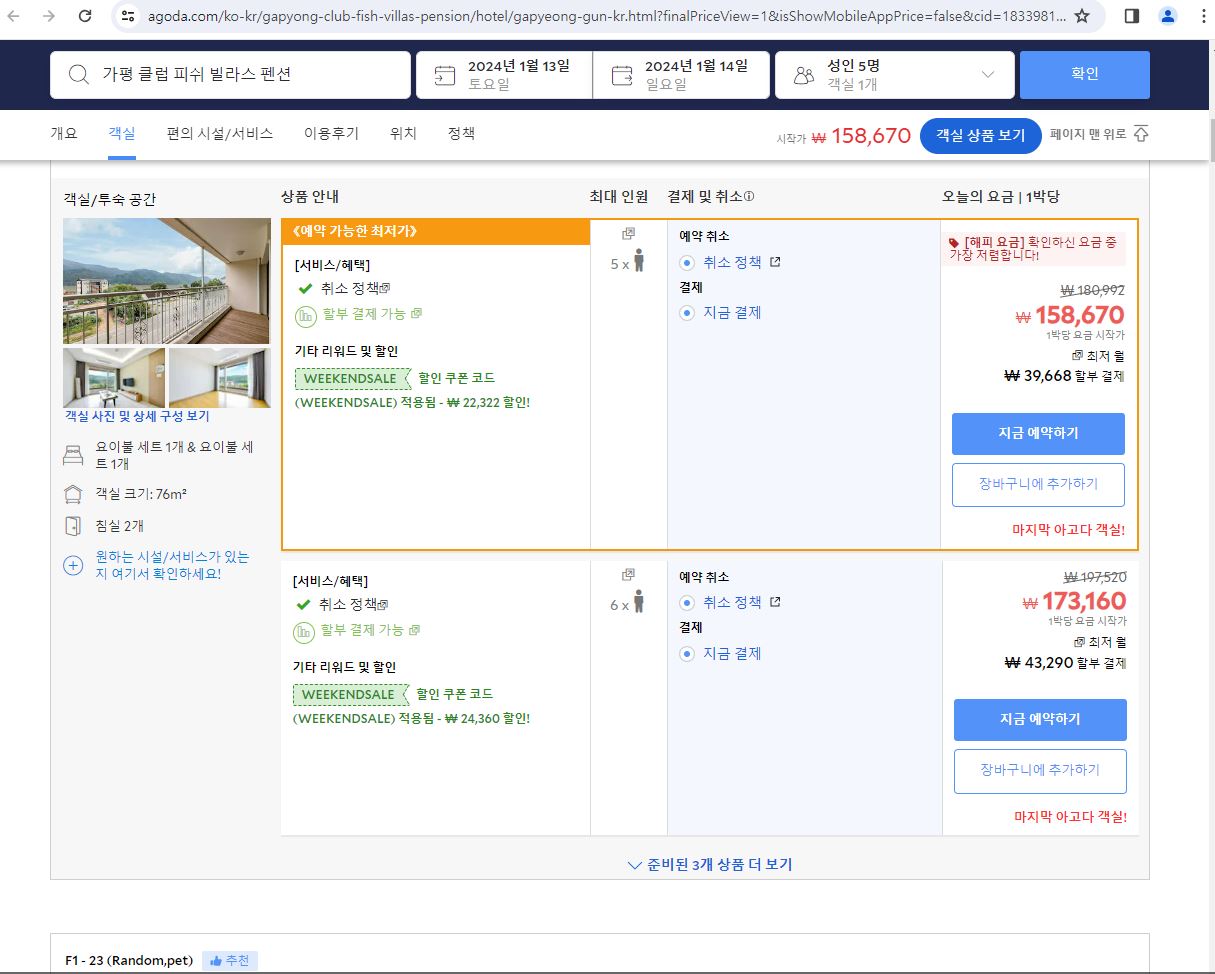 agoda.com/ko-kr/gapyong-club-fish-villas-pension/hotel/gapyeong-gun-kr.html?finalPriceView=1&isShowMobileAppPrice=false&cid=1833981...
가평 클럽 피쉬 빌라스 펜션
2024년 1월 13일
토요일
2024년 1월 14일
일요일
성인 5명
객실 1개
확인
개요 객실 편의 시설/서비스 이용후기 위치 정책
시작가 ₩ 158,670
객실 상품 보기
페이지 맨 위로
객실/투숙 공간
상품 안내
최대 인원
결제 및 취소
오늘의 요금 | 1박당
객실 사진 및 상세 구성 보기
요이불 세트 1개 & 요이불 세
트 1개
객실 크기: 76m²
침실 2개
원하는 시설/서비스가 있는
지 여기서 확인하세요!
《예약 가능한 최저가》
[서비스/혜택]
취소 정책
할부 결제 가능
기타 리워드 및 할인
WEEKENDSALE 할인 쿠폰 코드
(WEEKENDSALE) 적용됨 - ₩ 22,322 할인!
5 x
예약 취소
취소 정책
결제
지금 결제
[해피 요금] 확인하신 요금 중
가장 저렴합니다!
₩ 180,992
₩ 158,670
1박당 요금 시작가
최저 월
₩ 39,668 할부 결제
지금 예약하기
장바구니에 추가하기
마지막 아고다 객실!
[서비스/혜택]
취소 정책
할부 결제 가능
기타 리워드 및 할인
WEEKENDSALE 할인 쿠폰 코드
(WEEKENDSALE) 적용됨 - ₩ 24,360 할인!
6 x
예약 취소
취소 정책
결제
지금 결제
₩ 197,520
₩ 173,160
1박당 요금 시작가
최저 월
₩ 43,290 할부 결제
지금 예약하기
장바구니에 추가하기
마지막 아고다 객실!
준비된 3개 상품 더 보기
F1 - 23 (Random,pet) 추천